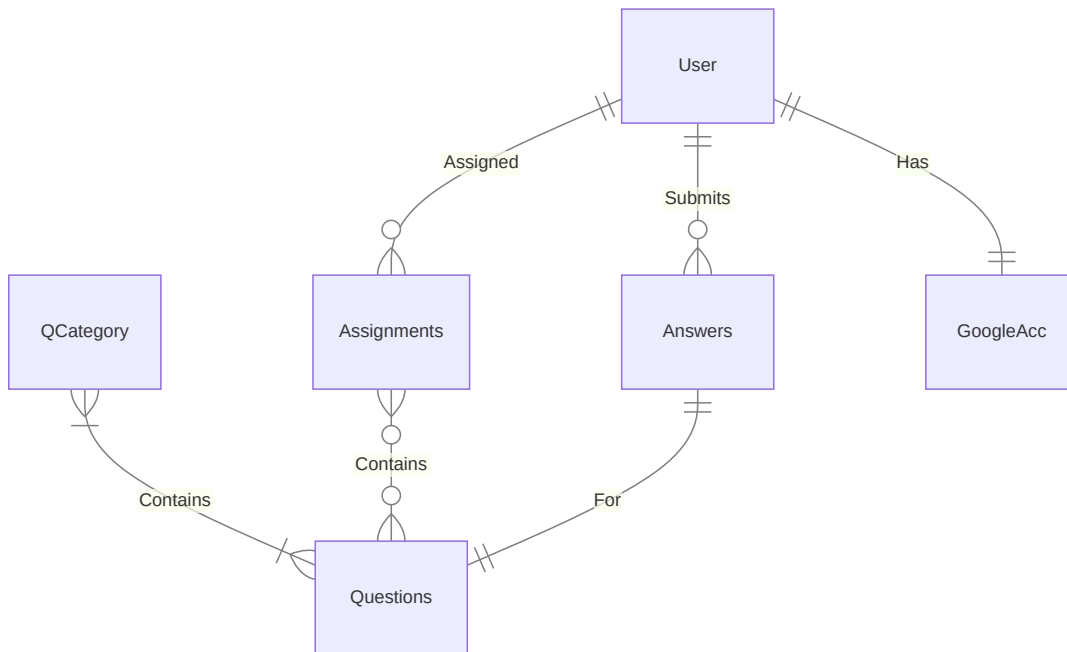 User
Assigned
Has
Submits
QCategory
Assignments
Answers
GoogleAcc
Contains
Contains
For
Questions